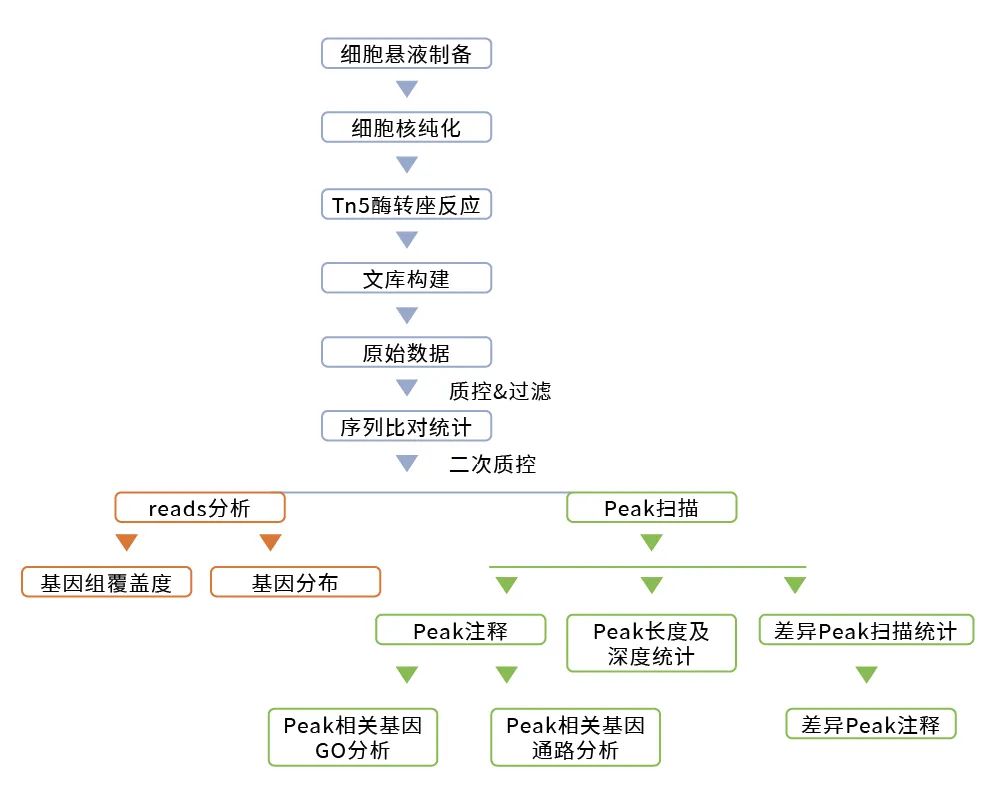 细胞悬液制备
细胞核纯化
Tn5酶转座反应
文库构建
原始数据
质控&过滤
序列比对统计
二次质控
reads分析
Peak扫描
基因组覆盖度
基因分布
Peak注释
Peak长度及
深度统计
差异Peak扫描统计
Peak相关基因
GO分析
Peak相关基因
通路分析
差异Peak注释